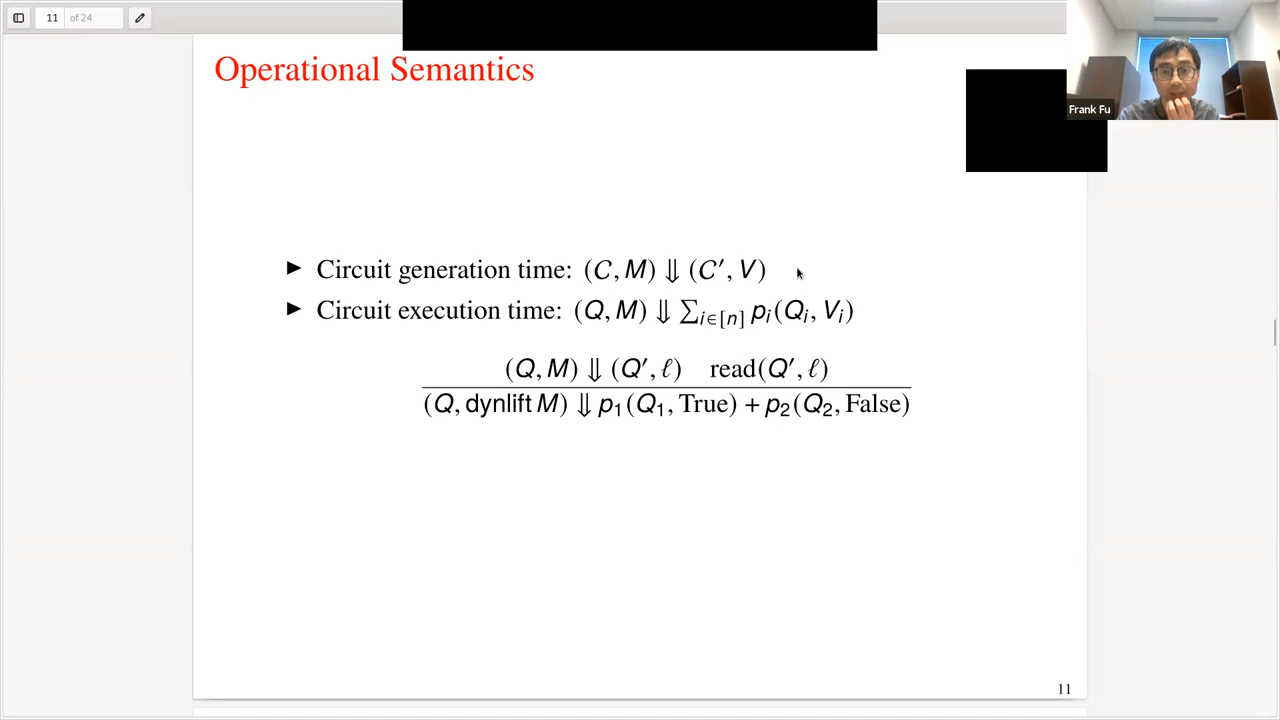 11 of 24
Operational Semantics
Frank Fu
► Circuit generation time: (𝒞, M) ⇓ (𝒞′, V)
► Circuit execution time: (Q, M) ⇓ ∑i∈[n] pi(Qi, Vi)
(Q, M) ⇓ (Q′, ℓ) read(Q′, ℓ)
(Q, dynlift M) ⇓ p1(Q1, True) + p2(Q2, False)
11